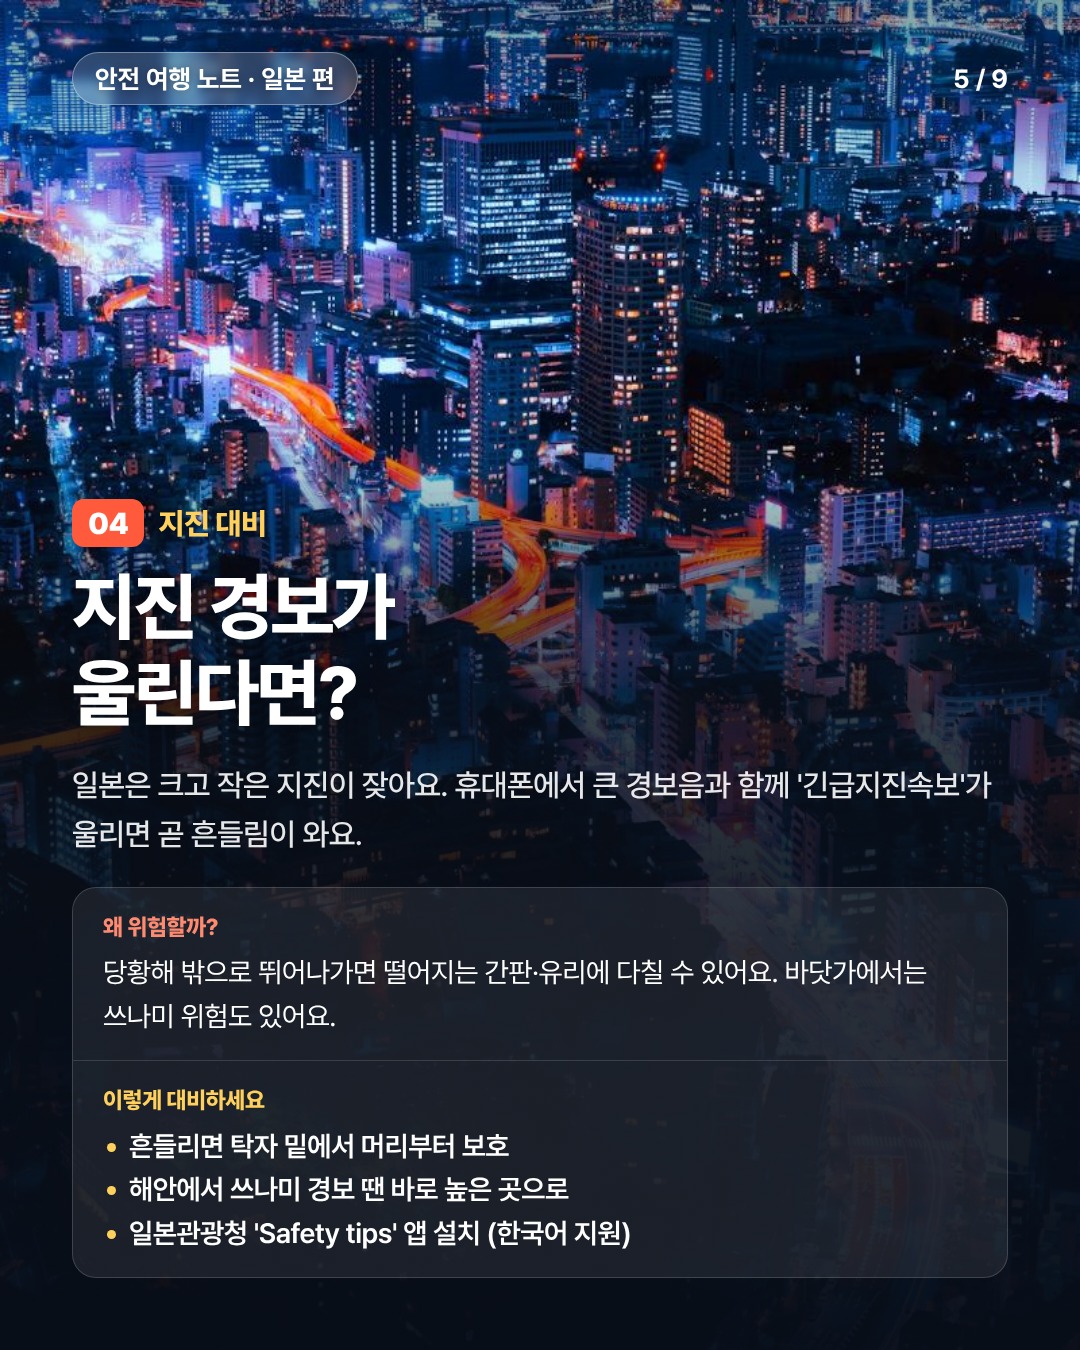 안전 여행 노트 · 일본 편
5 / 9
04 지진 대비
지진 경보가
울린다면?
일본은 크고 작은 지진이 잦아요. 휴대폰에서 큰 경보음과 함께 '긴급지진속보'가
울리면 곧 흔들림이 와요.
왜 위험할까?
당황해 밖으로 뛰어나가면 떨어지는 간판·유리에 다칠 수 있어요. 바닷가에서는
쓰나미 위험도 있어요.
이렇게 대비하세요
• 흔들리면 탁자 밑에서 머리부터 보호
• 해안에서 쓰나미 경보 땐 바로 높은 곳으로
• 일본관광청 'Safety tips' 앱 설치 (한국어 지원)